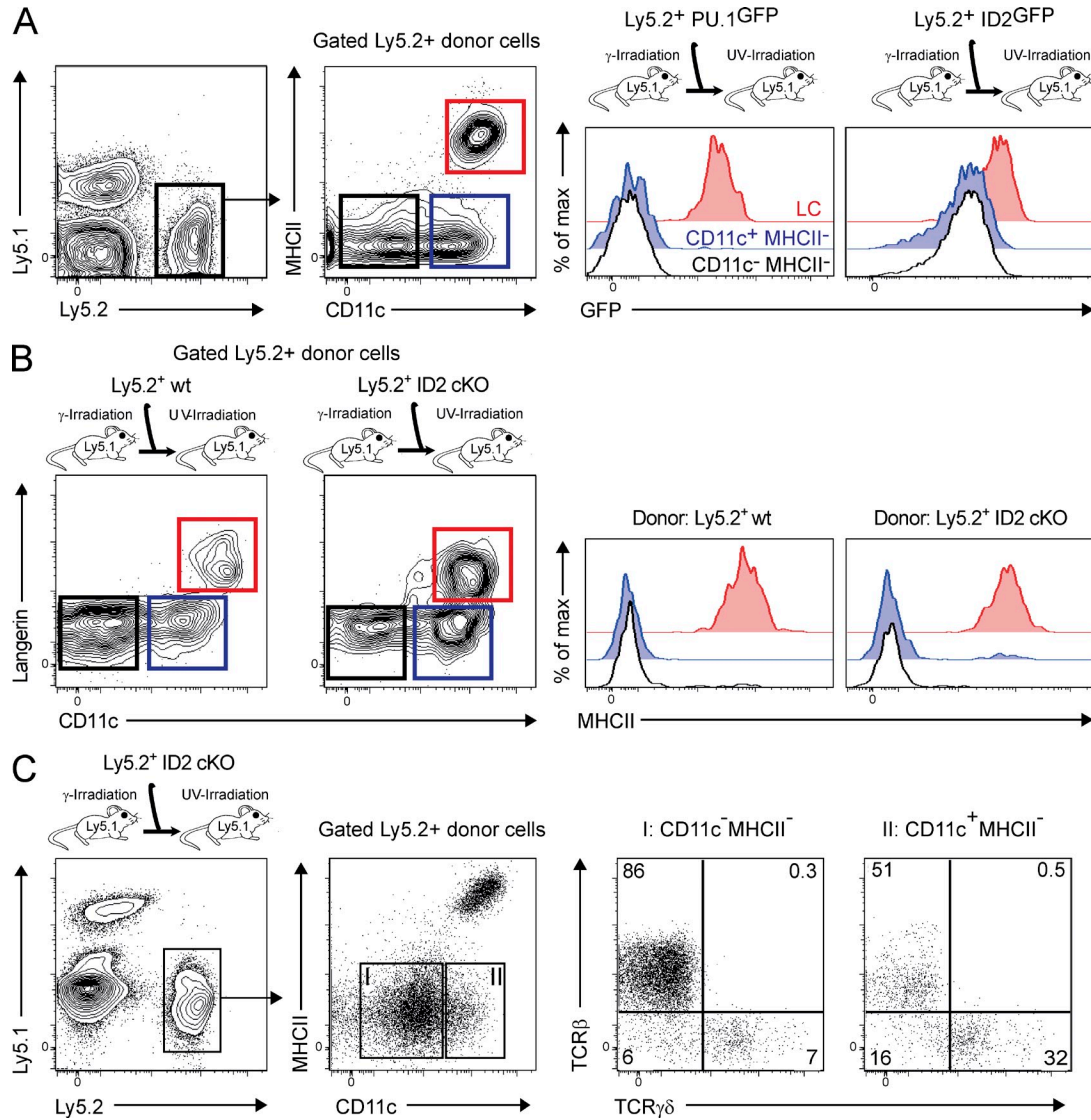 A
Gated Ly5.2+ donor cells
Ly5.1
0
0
Ly5.2
MHCII
0
0
CD11c
Ly5.2⁺ PU.1ᴳᶠᴾ
γ-Irradiation
UV-Irradiation
Ly5.1
Ly5.1
Ly5.2⁺ ID2ᴳᶠᴾ
γ-Irradiation
UV-Irradiation
Ly5.1
Ly5.1
% of max
LC
CD11c⁺ MHCII⁻
CD11c⁻ MHCII⁻
0
0
GFP
B
Gated Ly5.2+ donor cells
Ly5.2⁺ wt
γ-Irradiation
UV-Irradiation
Ly5.1
Ly5.1
Ly5.2⁺ ID2 cKO
γ-Irradiation
UV-Irradiation
Ly5.1
Ly5.1
Langerin
0
0
0
CD11c
Donor: Ly5.2⁺ wt
Donor: Ly5.2⁺ ID2 cKO
% of max
0
0
MHCII
C
Ly5.2⁺ ID2 cKO
γ-Irradiation
UV-Irradiation
Ly5.1
Ly5.1
Ly5.1
0
0
Ly5.2
Gated Ly5.2+ donor cells
MHCII
I
II
0
0
CD11c
I: CD11c⁻MHCII⁻
86
0.3
6
7
II: CD11c⁺MHCII⁻
51
0.5
16
32
TCRβ
0
0
0
TCRγδ